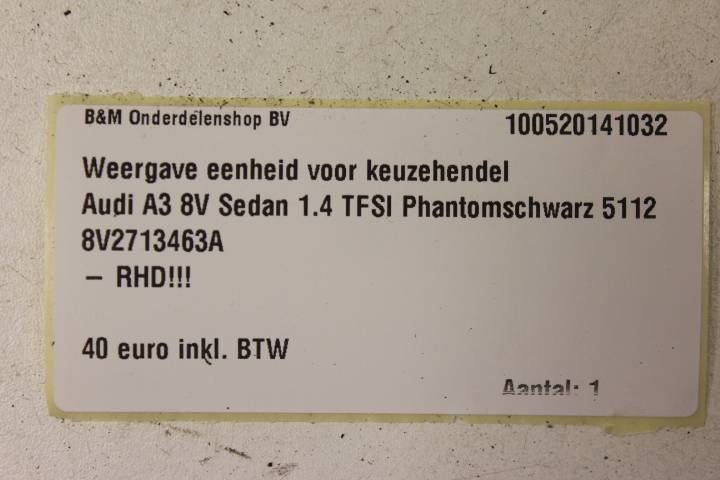 B&M Onderdelenshop BV
100520141032
Weergave eenheid voor keuzehendel
Audi A3 8V Sedan 1.4 TFSI Phantomschwarz 5112
8V2713463A
– RHD!!!
40 euro inkl. BTW
Aantal: 1